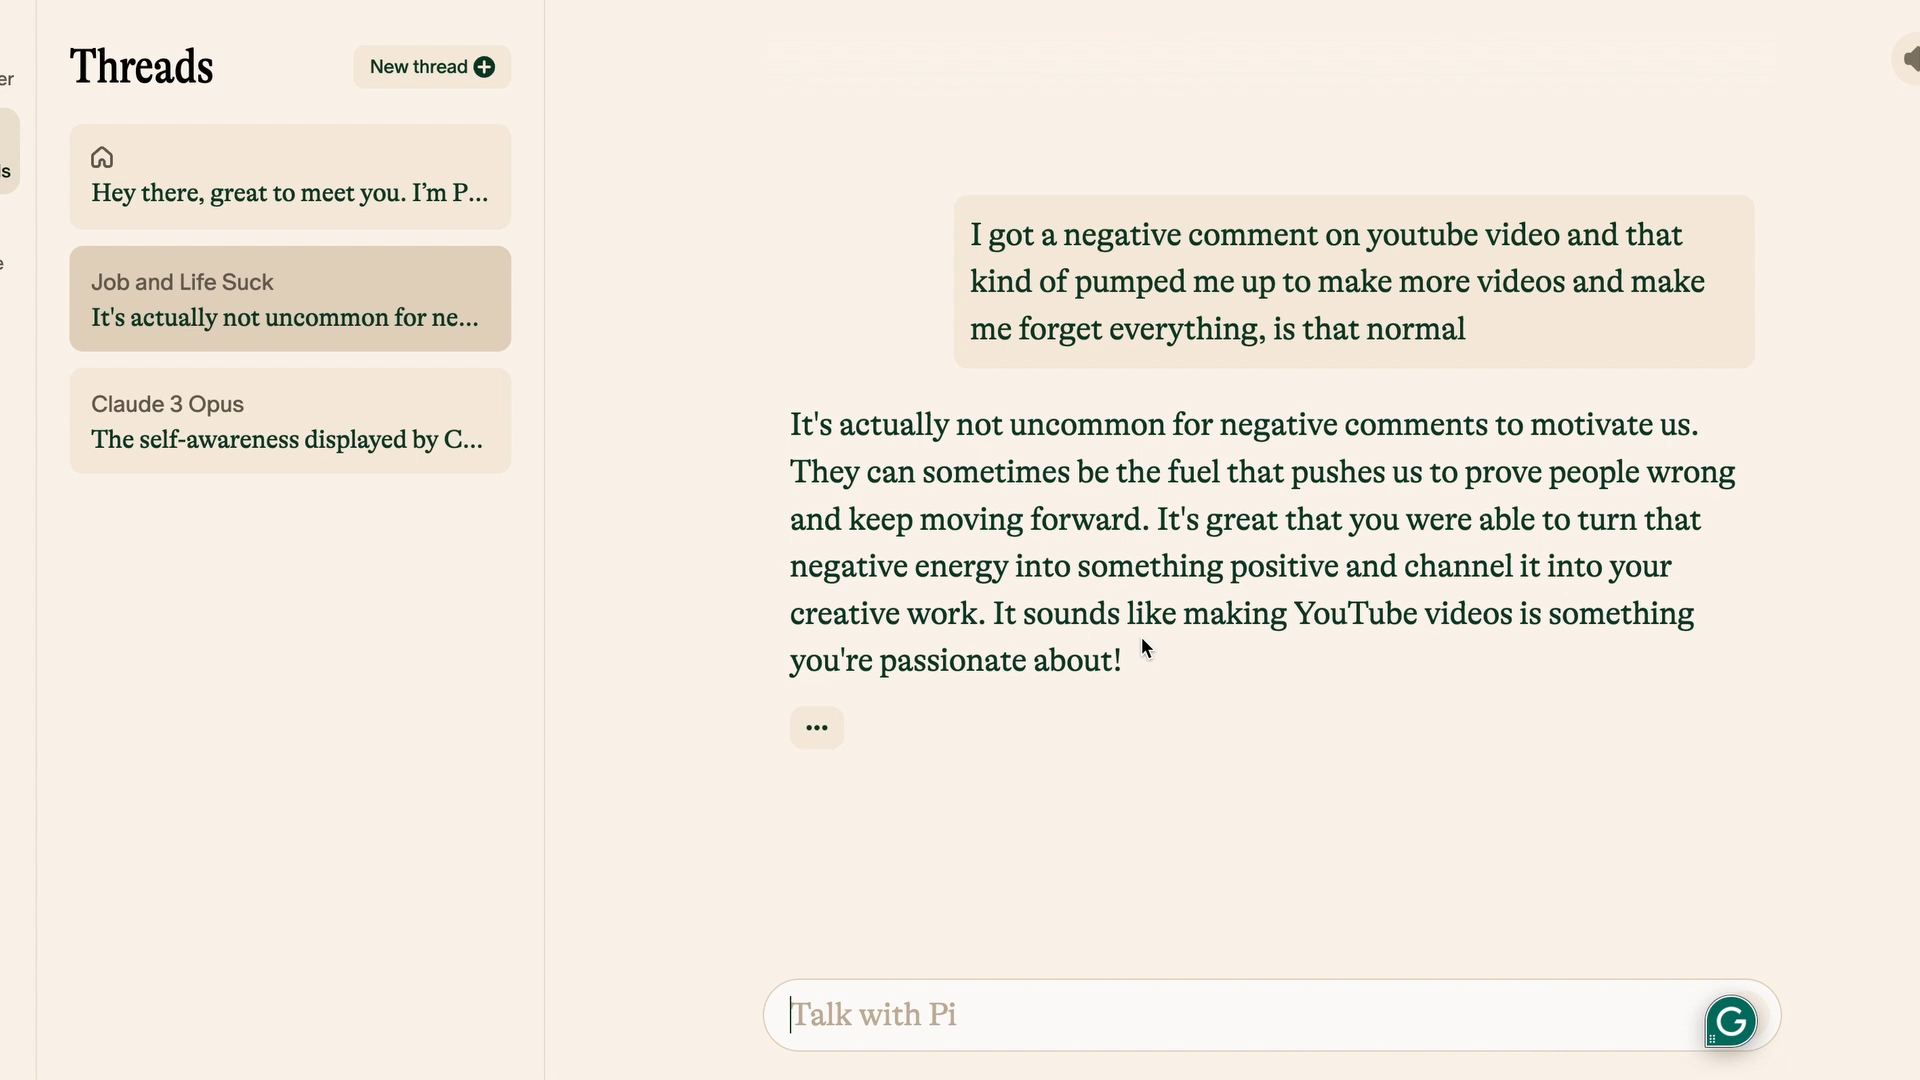 er
ls
e
Threads
New thread
Hey there, great to meet you. I’m P...
Job and Life Suck
It's actually not uncommon for ne...
Claude 3 Opus
The self-awareness displayed by C...
I got a negative comment on youtube video and that
kind of pumped me up to make more videos and make
me forget everything, is that normal
It's actually not uncommon for negative comments to motivate us.
They can sometimes be the fuel that pushes us to prove people wrong
and keep moving forward. It's great that you were able to turn that
negative energy into something positive and channel it into your
creative work. It sounds like making YouTube videos is something
you're passionate about!
Talk with Pi
G